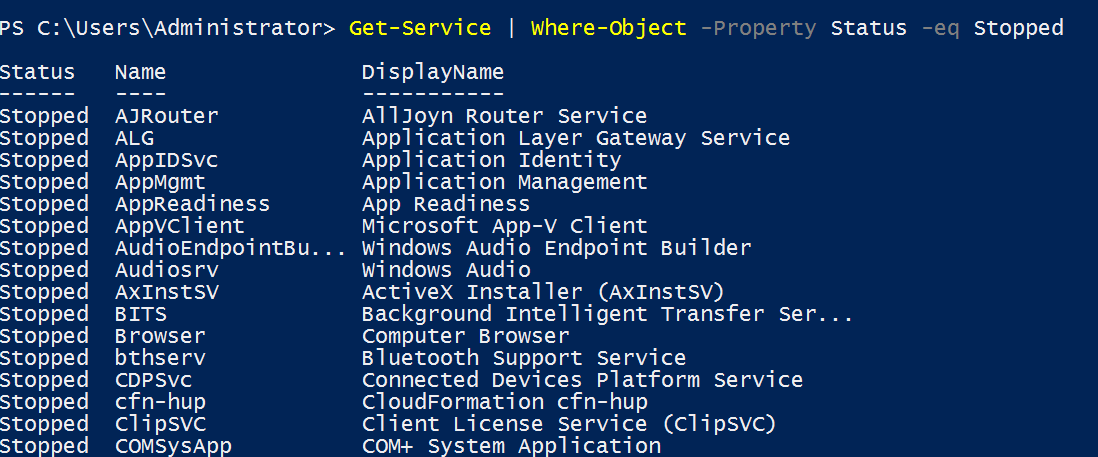 PS C:\Users\Administrator> Get-Service | Where-Object -Property Status -eq Stopped
Status   Name               DisplayName
------   ----               -----------
Stopped  AJRouter           AllJoyn Router Service
Stopped  ALG                Application Layer Gateway Service
Stopped  AppIDSvc           Application Identity
Stopped  AppMgmt            Application Management
Stopped  AppReadiness       App Readiness
Stopped  AppVClient         Microsoft App-V Client
Stopped  AudioEndpointBu... Windows Audio Endpoint Builder
Stopped  Audiosrv           Windows Audio
Stopped  AxInstSV           ActiveX Installer (AxInstSV)
Stopped  BITS               Background Intelligent Transfer Ser...
Stopped  Browser            Computer Browser
Stopped  bthserv            Bluetooth Support Service
Stopped  CDPSvc             Connected Devices Platform Service
Stopped  cfn-hup            CloudFormation cfn-hup
Stopped  ClipSVC            Client License Service (ClipSVC)
Stopped  COMSysApp          COM+ System Application